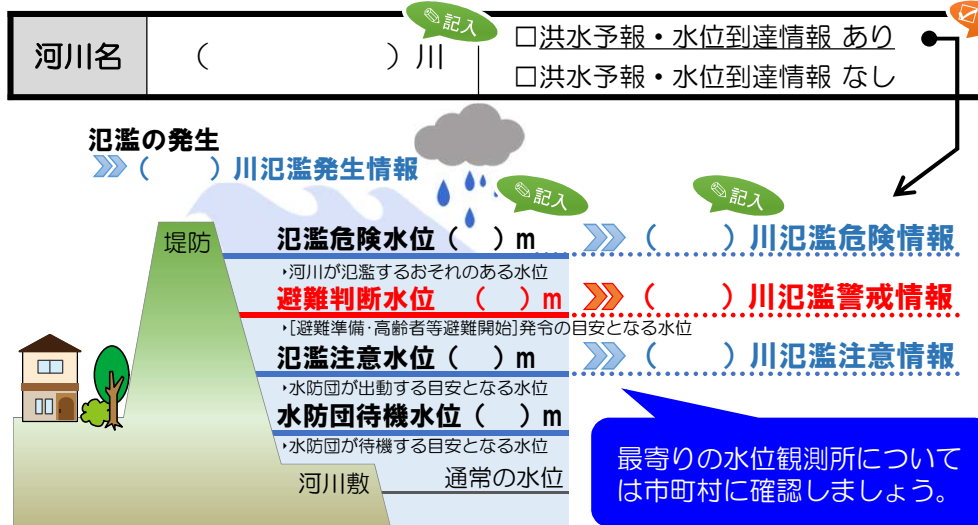 記入
河川名 （　　　　　　　）川 □洪水予報・水位到達情報 あり
□洪水予報・水位到達情報 なし
氾濫の発生
（　　）川氾濫発生情報
記入 記入
堤防
氾濫危険水位（　）m （　　）川氾濫危険情報
・河川が氾濫するおそれのある水位
避難判断水位　（　）m （　　）川氾濫警戒情報
・[避難準備・高齢者等避難開始]発令の目安となる水位
氾濫注意水位（　）m （　　）川氾濫注意情報
・水防団が出動する目安となる水位
水防団待機水位（　）m
・水防団が待機する目安となる水位
河川敷 通常の水位
最寄りの水位観測所について
は市町村に確認しましょう。